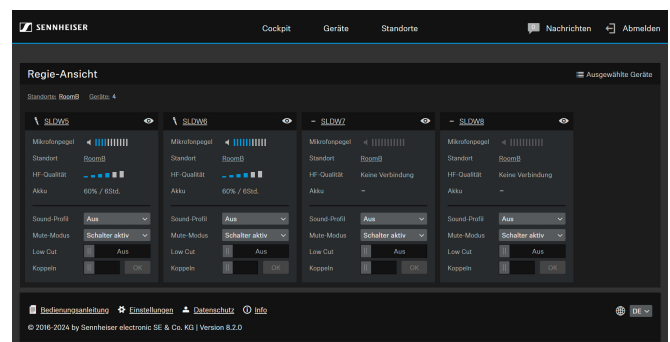 SENNHEISER Cockpit Geräte Standorte Nachrichten Abmelden
Regie-Ansicht Ausgewählte Geräte
Standorte: RoomB Geräte: 4
SLDW5 SLDW6 SLDW7 SLDW8
Mikrofonpegel Mikrofonpegel Mikrofonpegel Mikrofonpegel
Standort RoomB Standort RoomB Standort RoomB Standort RoomB
HF-Qualität HF-Qualität HF-Qualität Keine Verbindung HF-Qualität Keine Verbindung
Akku 60% / 6Std. Akku 60% / 6Std. Akku – Akku –
Sound-Profil Aus Sound-Profil Aus Sound-Profil Aus Sound-Profil Aus
Mute-Modus Schalter aktiv Mute-Modus Schalter aktiv Mute-Modus Schalter aktiv Mute-Modus Schalter aktiv
Low Cut Aus Low Cut Aus Low Cut Aus Low Cut Aus
Koppeln OK Koppeln OK Koppeln OK Koppeln OK
Bedienungsanleitung Einstellungen Datenschutz Info DE
© 2016-2024 by Sennheiser electronic SE & Co. KG | Version 8.2.0